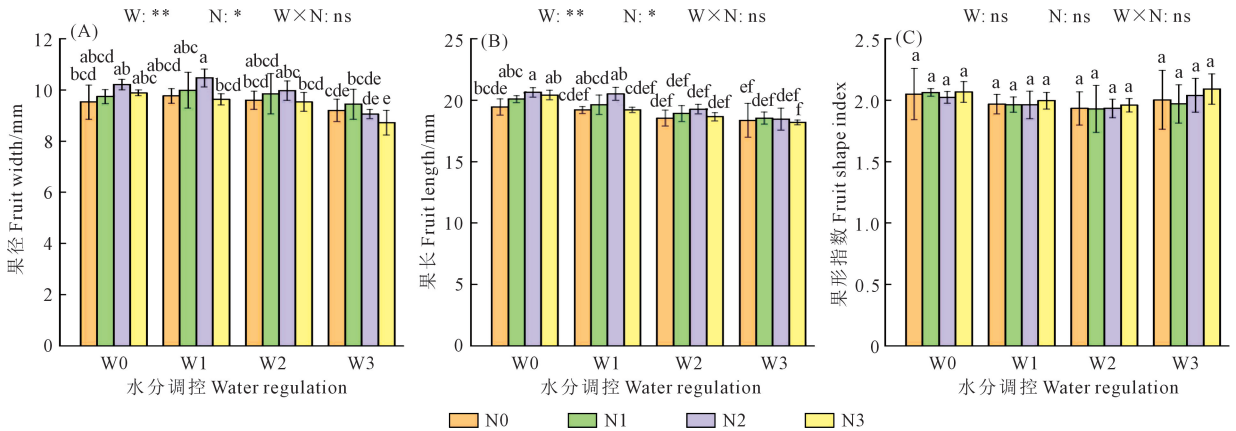 W: ** N: * W×N: ns
(A)
果径 Fruit width/mm
12
10
8
6
4
2
0
bcd abcd ab abc
abcd abc a bcd
bcd abcd abc bcd
bcde bcde de e
W0 W1 W2 W3
水分调控 Water regulation
W: ** N: * W×N: ns
(B)
果长 Fruit length/mm
25
20
15
10
5
0
bcde abc a ab
cdef abcd ab cdef
def cdef def def
ef def def f
W0 W1 W2 W3
水分调控 Water regulation
W: ns N: ns W×N: ns
(C)
果形指数 Fruit shape index
2.5
2.0
1.5
1.0
0.5
0
a a a a
a a a a
a a a a
a a a a
W0 W1 W2 W3
水分调控 Water regulation
N0 N1 N2 N3